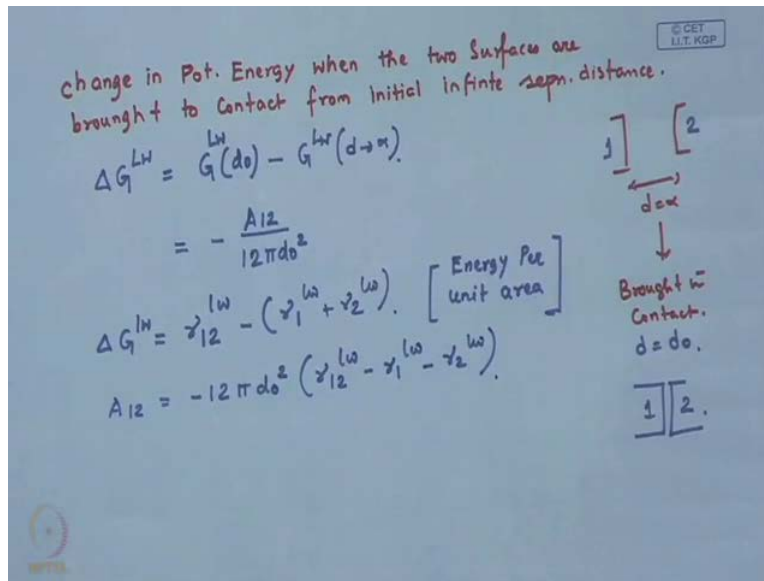 © CET
I.I.T. KGP
change in Pot. Energy when the two Surfaces are
brounght to Contact from initial infinte sepn. distance.
ΔG^LW = G^LW(do) - G^LW(d→∝).
= - A12 / 12πdo²
ΔG^LW = γ12^LW - (γ1^LW + γ2^LW). [Energy Per
unit area]
A12 = -12πdo² (γ12^LW - γ1^LW - γ2^LW).
1] [2
d=∝
↓
Brought in
Contact.
d = do.
1 2.
NPTEL